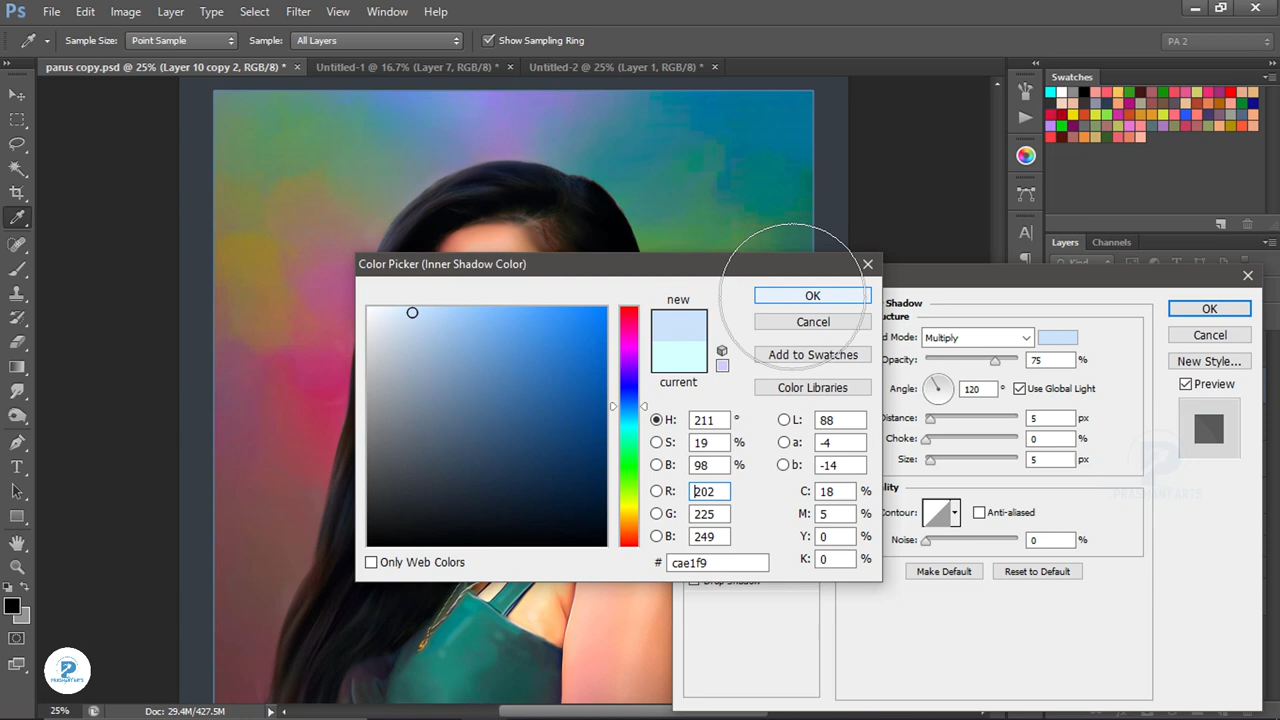 Ps File Edit Image Layer Type Select Filter View Window Help
Sample Size: Point Sample Sample: All Layers Show Sampling Ring PA 2
parus copy.psd @ 25% (Layer 10 copy 2, RGB/8) * × Untitled-1 @ 16.7% (Layer 7, RGB/8) * × Untitled-2 @ 25% (Layer 1, RGB/8) * ×
Swatches
Layers Channels
Kind
Color Picker (Inner Shadow Color)
new
current
OK
Cancel
Add to Swatches
Color Libraries
H: 211 °
S: 19 %
B: 98 %
R: 202
G: 225
B: 249
L: 88
a: -4
b: -14
C: 18 %
M: 5 %
Y: 0 %
K: 0 %
Only Web Colors
# cae1f9
Shadow
ucture
d Mode: Multiply
Opacity: 75 %
Angle: 120 ° Use Global Light
Distance: 5 px
Choke: 0 %
Size: 5 px
lity
Contour: Anti-aliased
Noise: 0 %
Make Default Reset to Default
OK
Cancel
New Style...
Preview
Drop Shadow
PRASHANT ARTS
PRASHANT ARTS
25% Doc: 29.4M/427.5M